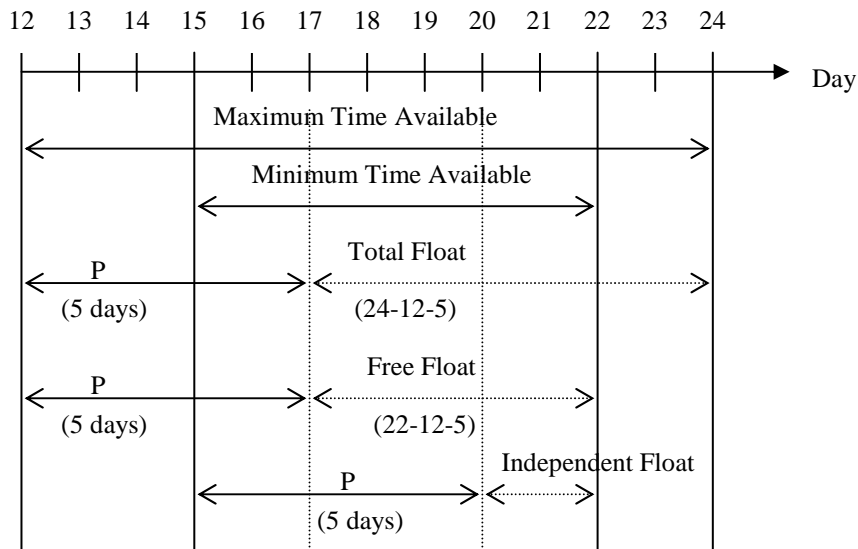 12 13 14 15 16 17 18 19 20 21 22 23 24
Day
Maximum Time Available
Minimum Time Available
Total Float
P
(5 days) (24-12-5)
Free Float
P
(5 days) (22-12-5)
Independent Float
P
(5 days)